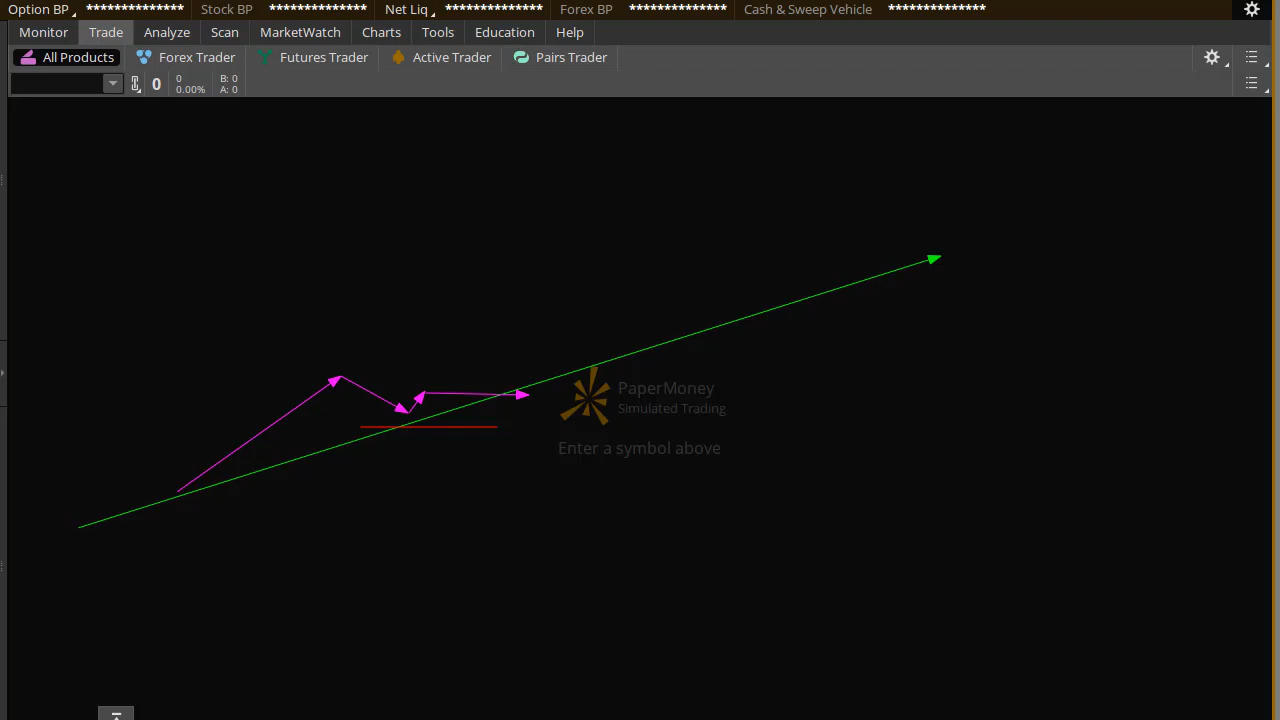 Option BP ************** Stock BP ************** Net Liq ************** Forex BP ************** Cash & Sweep Vehicle **************
Monitor Trade Analyze Scan MarketWatch Charts Tools Education Help
All Products Forex Trader Futures Trader Active Trader Pairs Trader
0 0 B: 0
0.00% A: 0
PaperMoney
Simulated Trading
Enter a symbol above